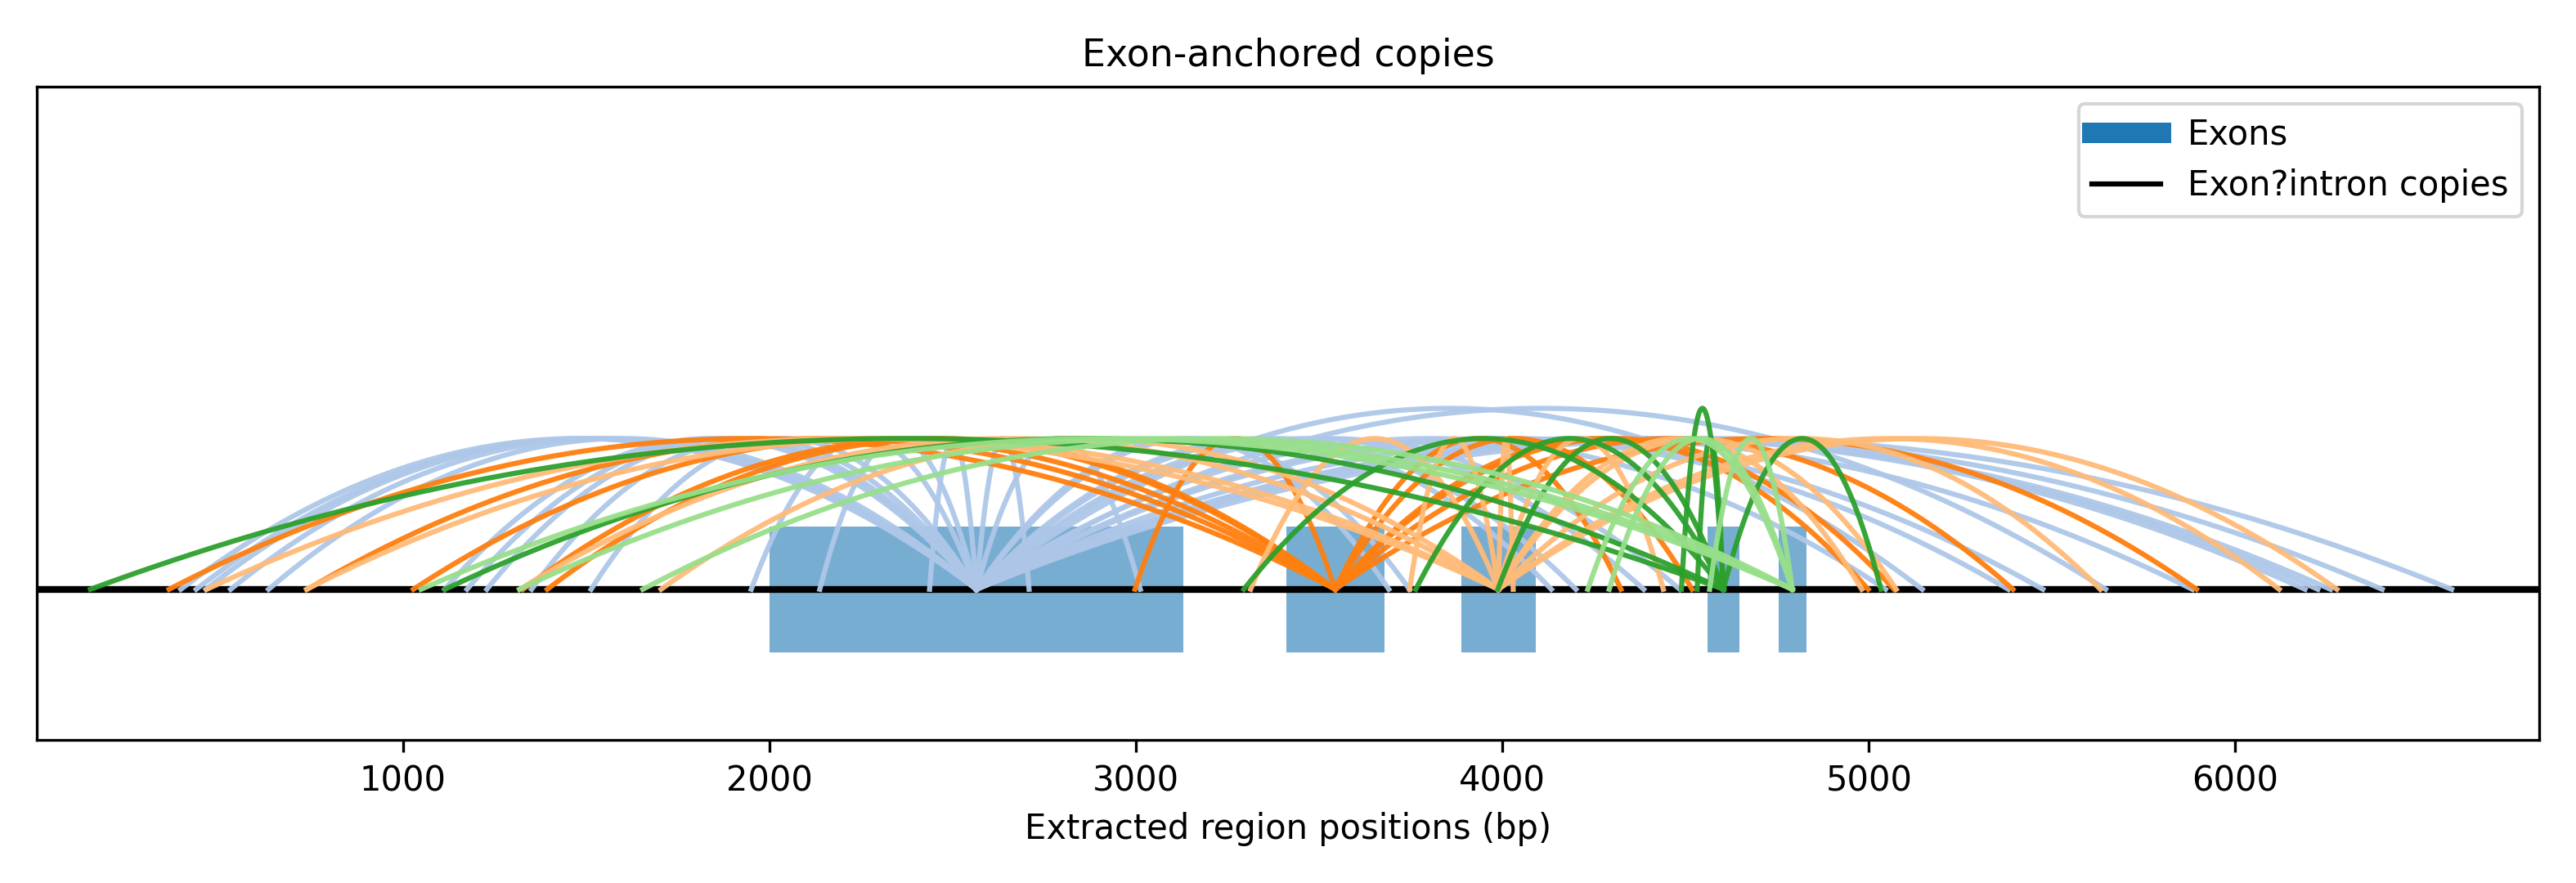 Exon-anchored copies
Exons
Exon?intron copies
1000 2000 3000 4000 5000 6000
Extracted region positions (bp)